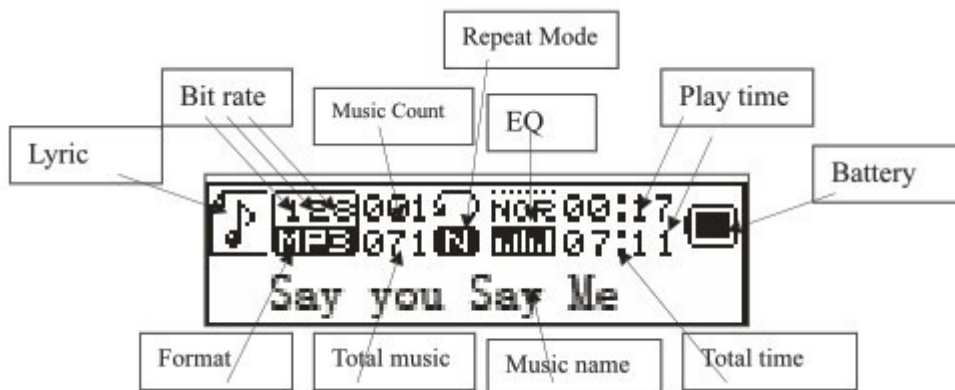 Repeat Mode
Bit rate
Music Count
EQ
Play time
Lyric
Battery
128 001 NOR 00:17
MP3 071 N 07:11
Say you Say Me
Format
Total music
Music name
Total time